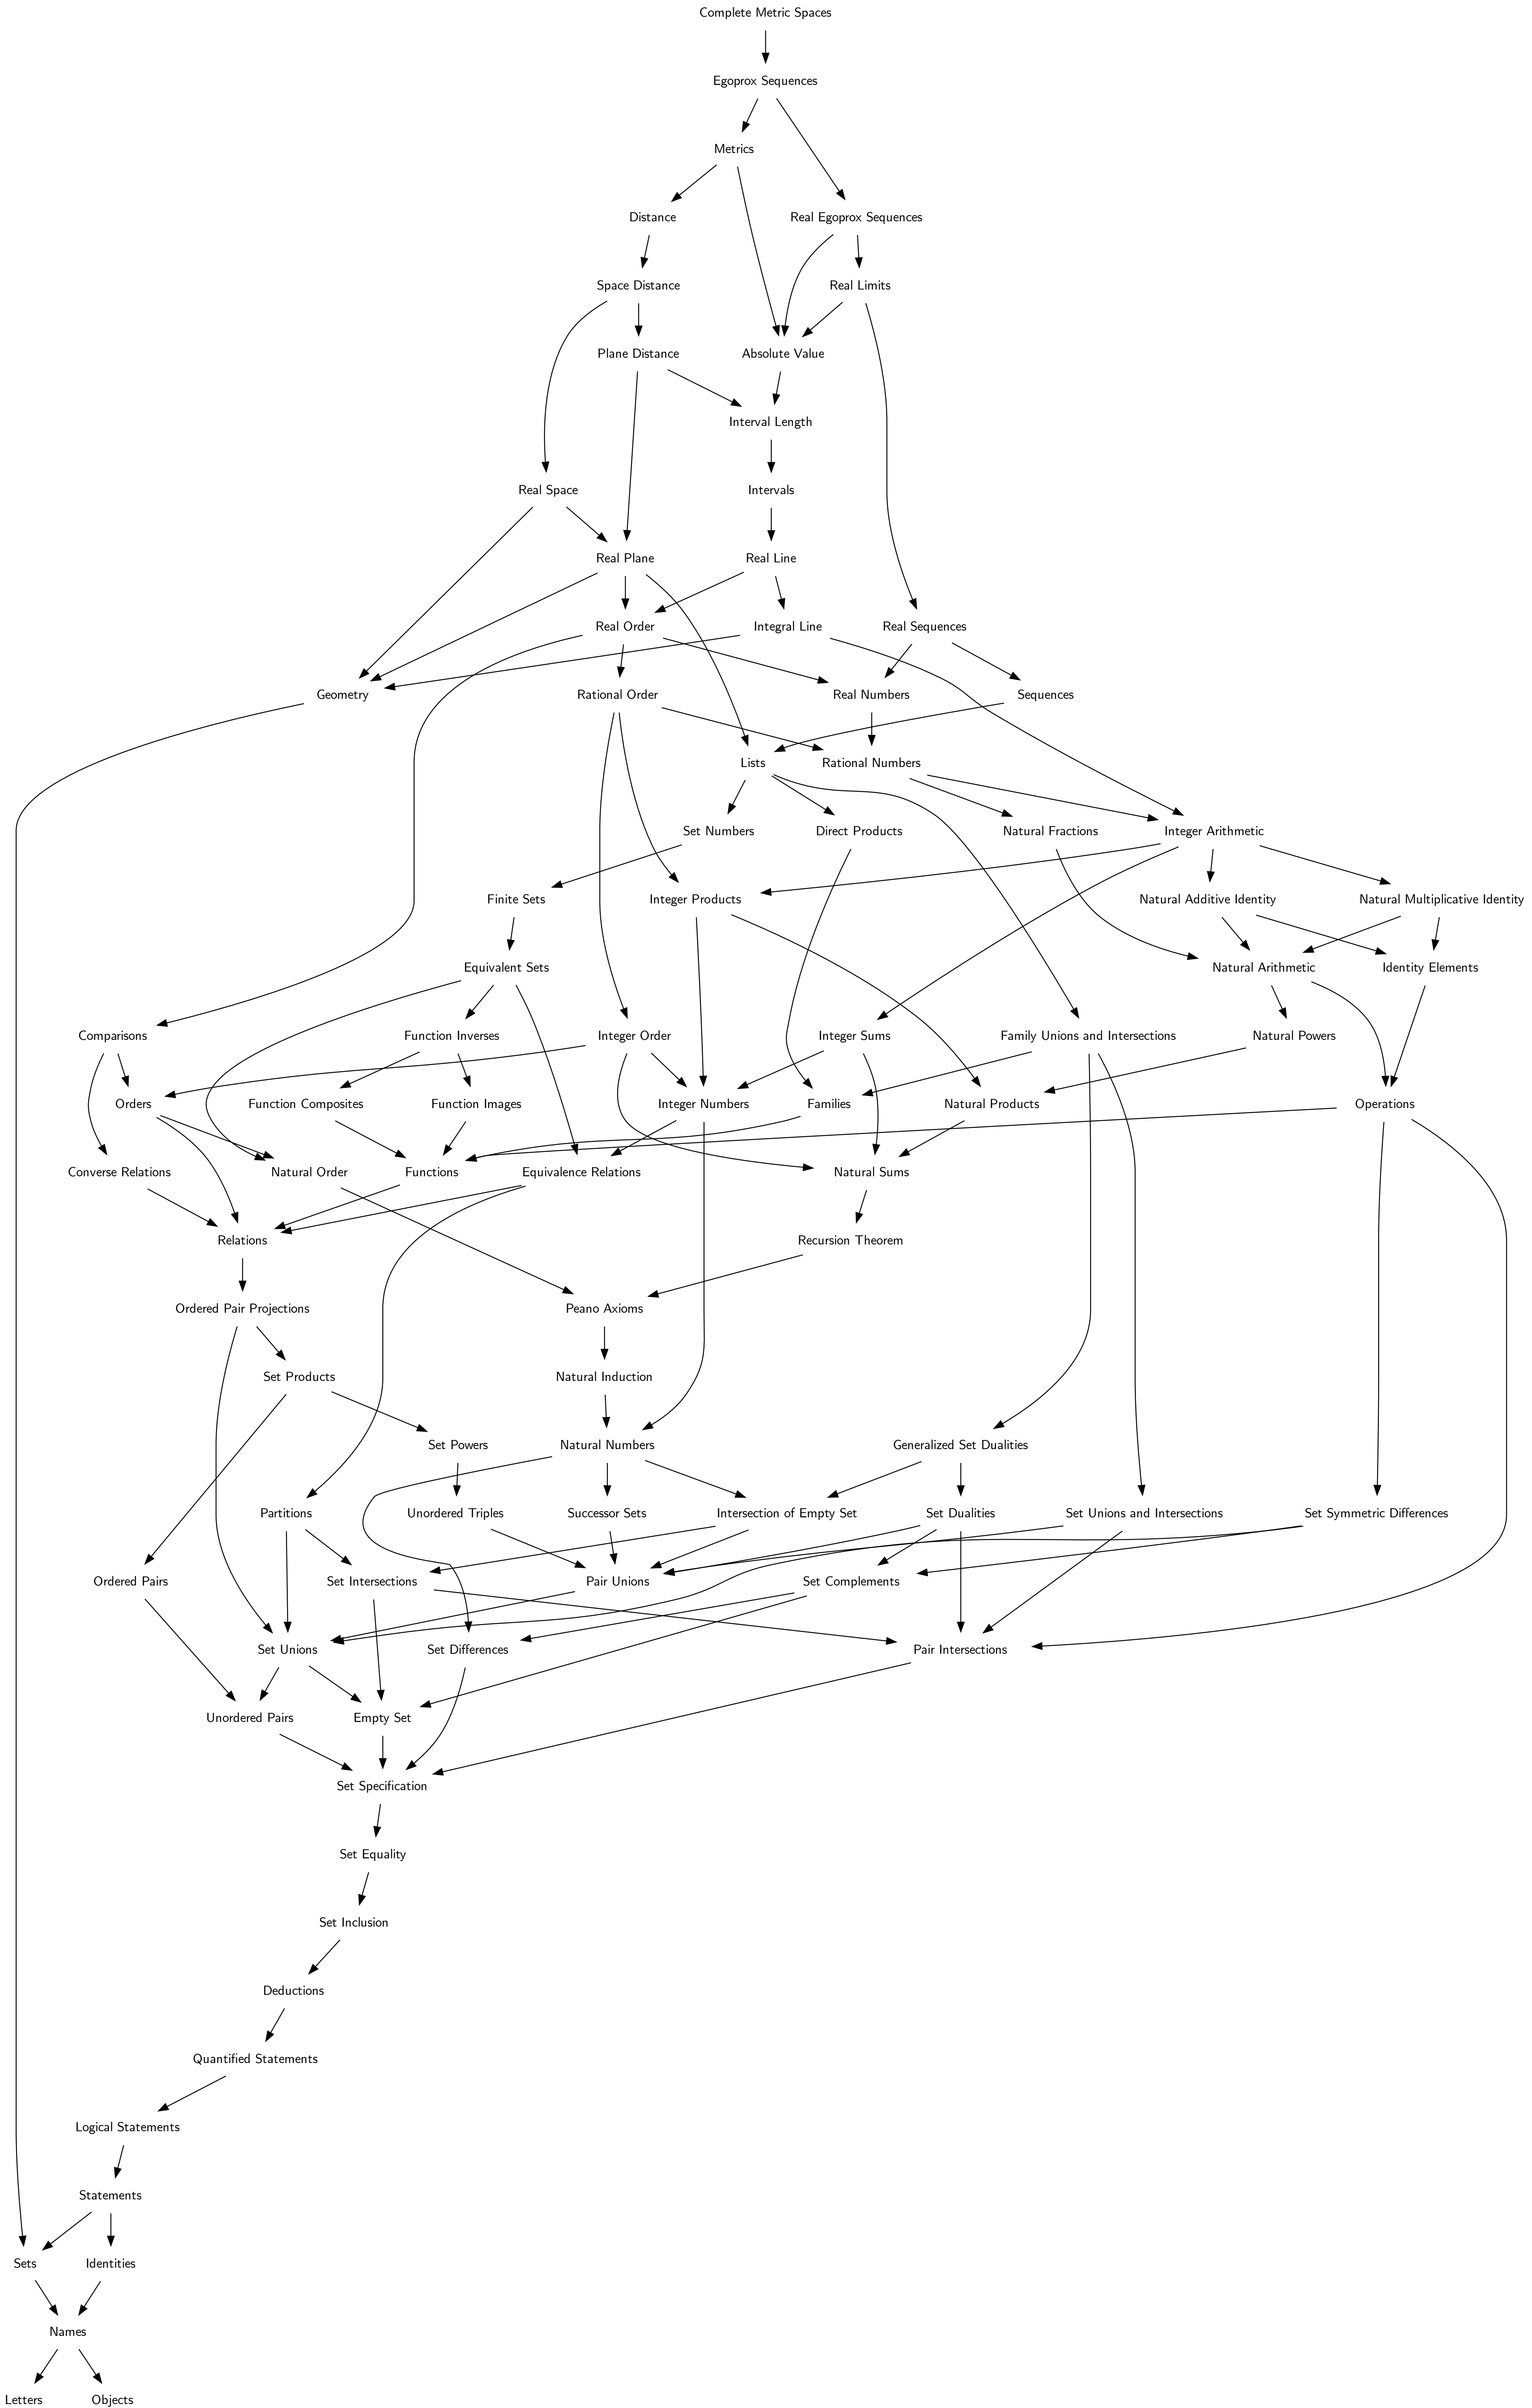 Complete Metric Spaces
Egoprox Sequences
Metrics
Distance
Real Egoprox Sequences
Space Distance
Real Limits
Plane Distance
Absolute Value
Interval Length
Real Space
Intervals
Real Plane
Real Line
Real Order
Integral Line
Real Sequences
Geometry
Rational Order
Real Numbers
Sequences
Lists
Rational Numbers
Set Numbers
Direct Products
Natural Fractions
Integer Arithmetic
Finite Sets
Integer Products
Natural Additive Identity
Natural Multiplicative Identity
Equivalent Sets
Natural Arithmetic
Identity Elements
Comparisons
Function Inverses
Integer Order
Integer Sums
Family Unions and Intersections
Natural Powers
Orders
Function Composites
Function Images
Integer Numbers
Families
Natural Products
Operations
Converse Relations
Natural Order
Functions
Equivalence Relations
Natural Sums
Relations
Recursion Theorem
Ordered Pair Projections
Peano Axioms
Set Products
Natural Induction
Set Powers
Natural Numbers
Generalized Set Dualities
Partitions
Unordered Triples
Successor Sets
Intersection of Empty Set
Set Dualities
Set Unions and Intersections
Set Symmetric Differences
Ordered Pairs
Set Intersections
Pair Unions
Set Complements
Set Unions
Set Differences
Pair Intersections
Unordered Pairs
Empty Set
Set Specification
Set Equality
Set Inclusion
Deductions
Quantified Statements
Logical Statements
Statements
Sets
Identities
Names
Letters
Objects